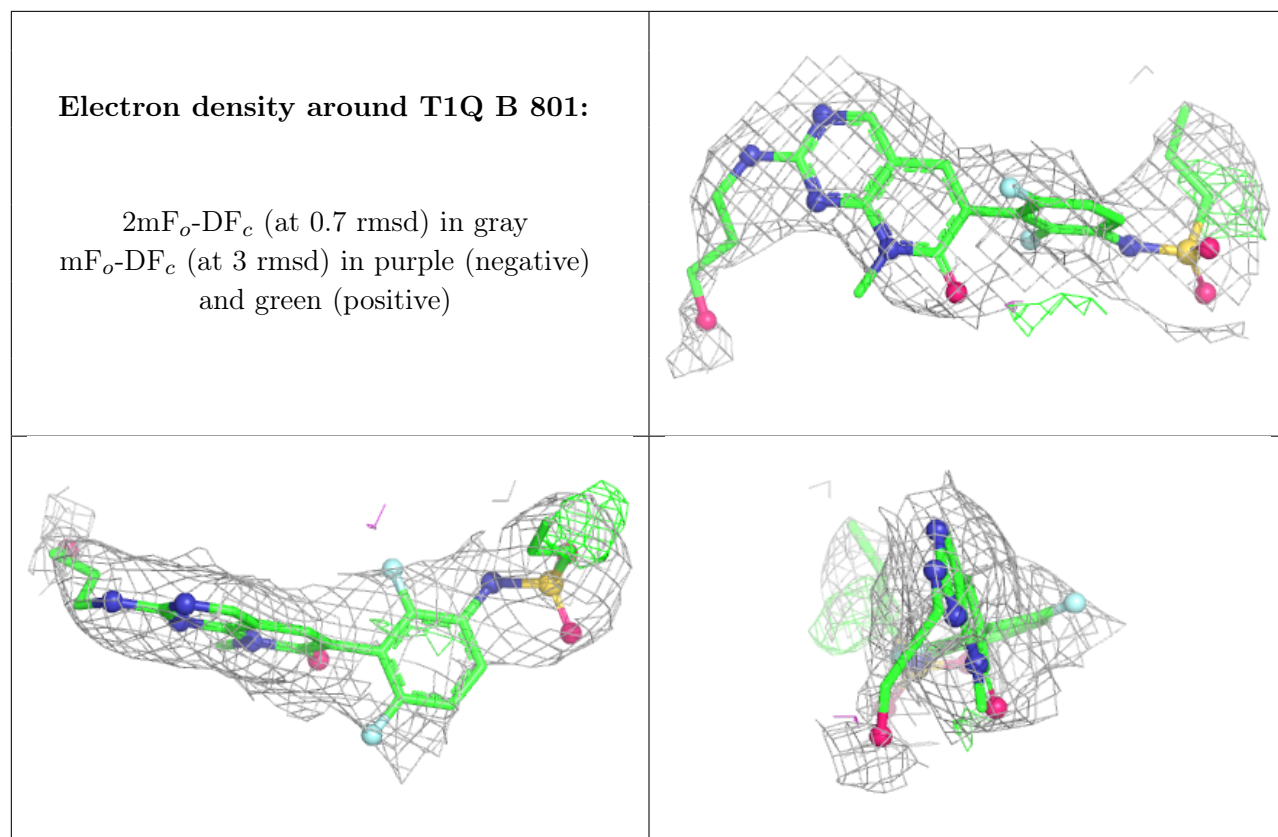 Electron density around T1Q B 801:
2mFo-DFc (at 0.7 rmsd) in gray
mFo-DFc (at 3 rmsd) in purple (negative)
and green (positive)